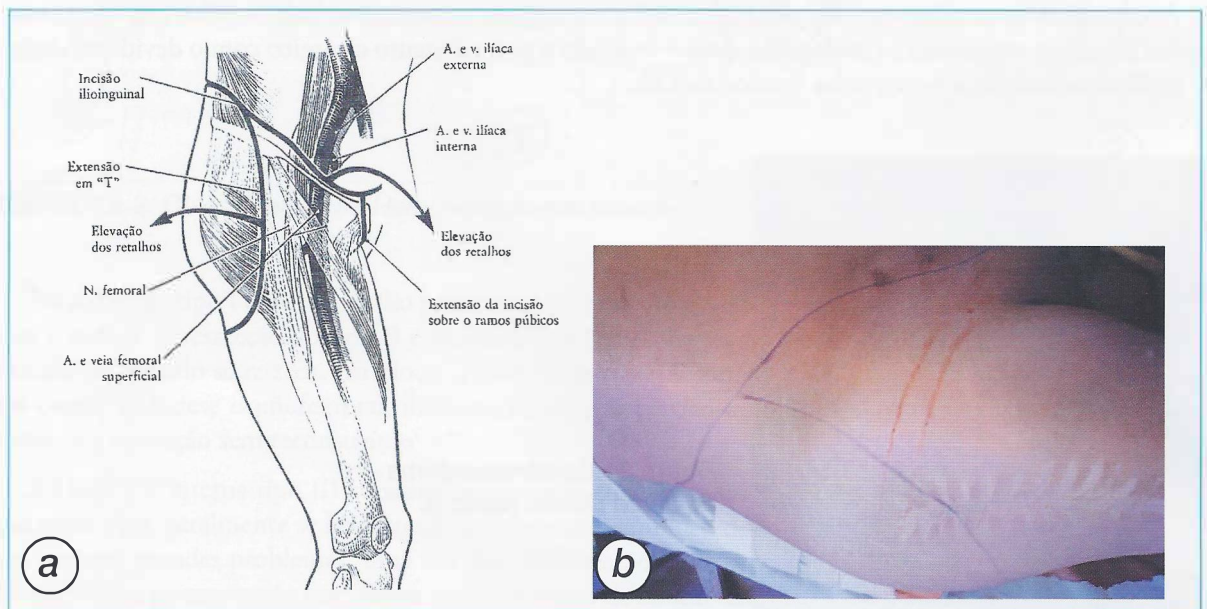 A. e v. ilíaca
externa
Incisão
ilioinguinal
A. e v. ilíaca
interna
Extensão
em “T”
Elevação
dos retalhos
Elevação
dos retalhos
N. femoral
Extensão da incisão
sobre o ramos púbicos
A. e veia femoral
superficial
a
b